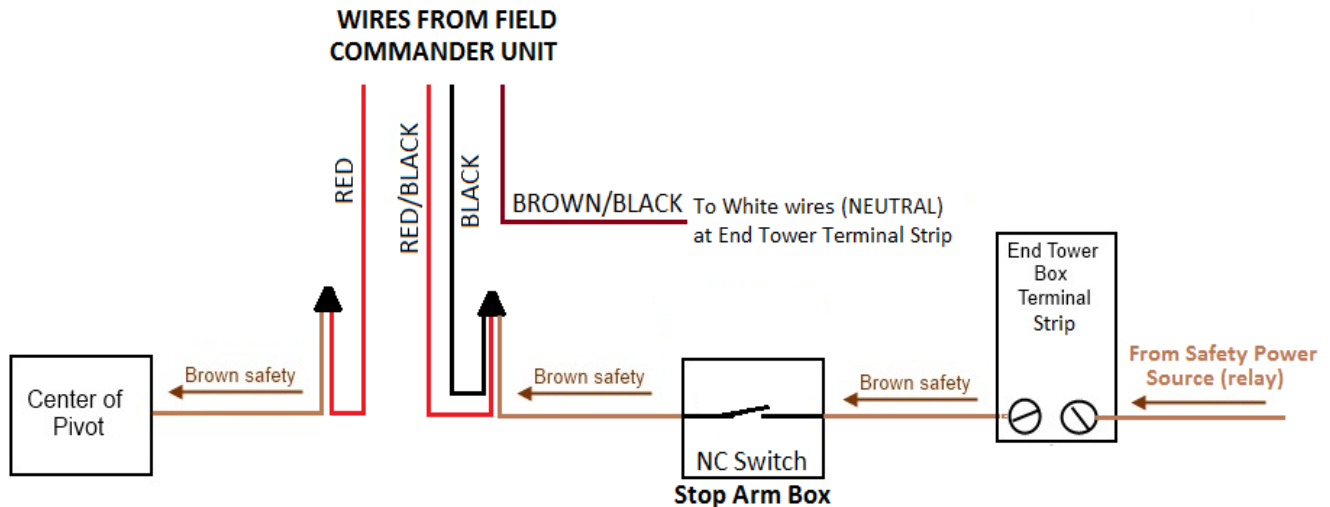 WIRES FROM FIELD
COMMANDER UNIT
RED
RED/BLACK
BLACK
BROWN/BLACK To White wires (NEUTRAL)
at End Tower Terminal Strip
End Tower
Box
Terminal
Strip
From Safety Power
Source (relay)
Brown safety
Brown safety
Brown safety
Center of
Pivot
NC Switch
Stop Arm Box